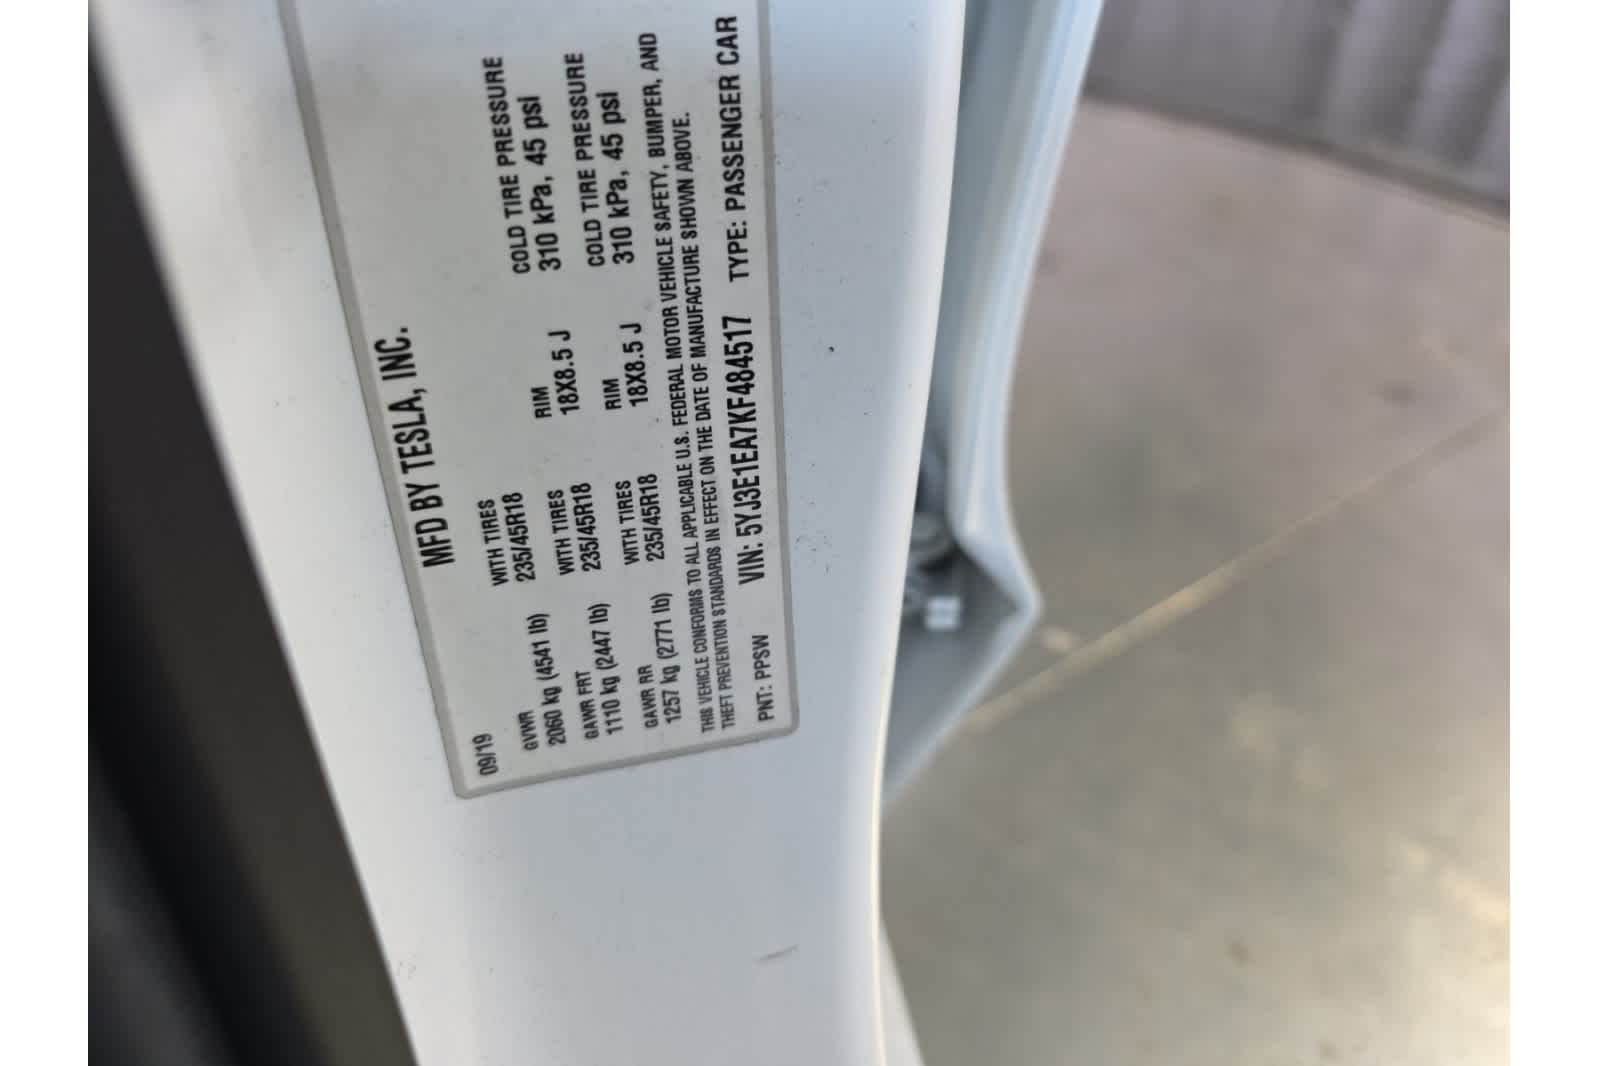 MFD BY TESLA, INC.
09/19
GVWR
2060 kg (4541 lb)
WITH TIRES
235/45R18
RIM
18X8.5 J
COLD TIRE PRESSURE
310 kPa, 45 psi
GAWR FRT
1110 kg (2447 lb)
WITH TIRES
235/45R18
RIM
18X8.5 J
COLD TIRE PRESSURE
310 kPa, 45 psi
GAWR RR
1257 kg (2771 lb)
WITH TIRES
235/45R18
THIS VEHICLE CONFORMS TO ALL APPLICABLE U.S. FEDERAL MOTOR VEHICLE SAFETY, BUMPER, AND
THEFT PREVENTION STANDARDS IN EFFECT ON THE DATE OF MANUFACTURE SHOWN ABOVE.
PNT: PPSW VIN: 5YJ3E1EA7KF484517 TYPE: PASSENGER CAR